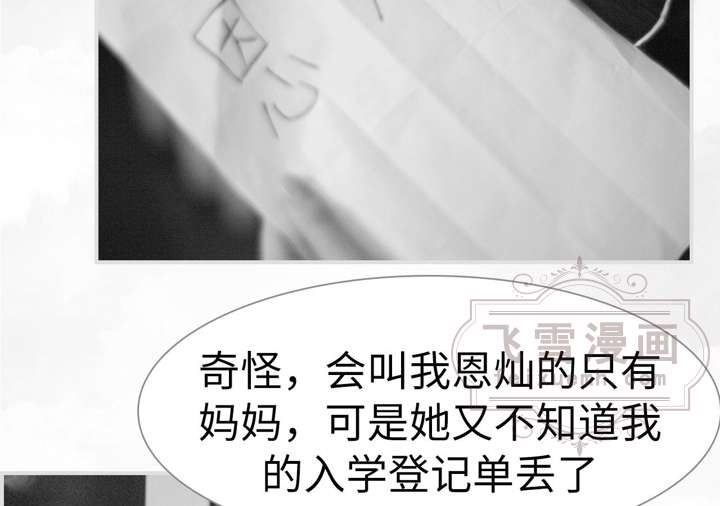 恩
奇怪，会叫我恩灿的只有
妈妈，可是她又不知道我
的入学登记单丢了
飞雪漫画